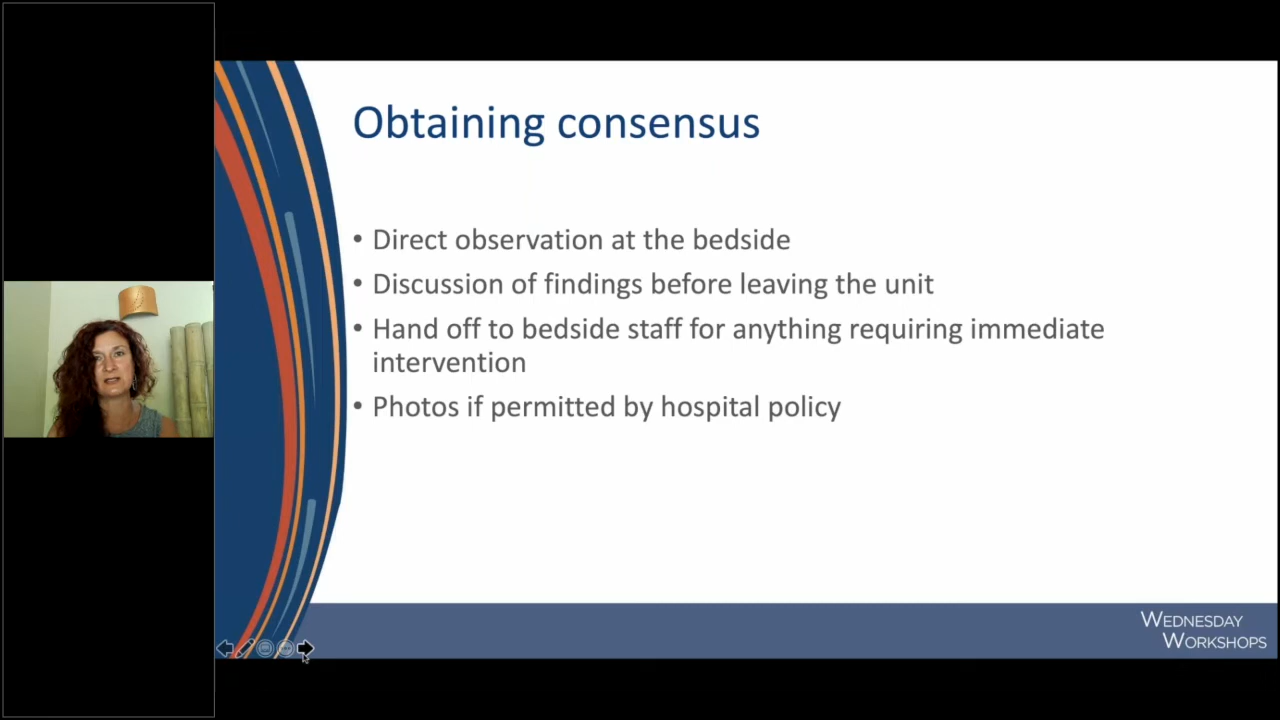 Obtaining consensus
• Direct observation at the bedside
• Discussion of findings before leaving the unit
• Hand off to bedside staff for anything requiring immediate
intervention
• Photos if permitted by hospital policy
WEDNESDAY
WORKSHOPS